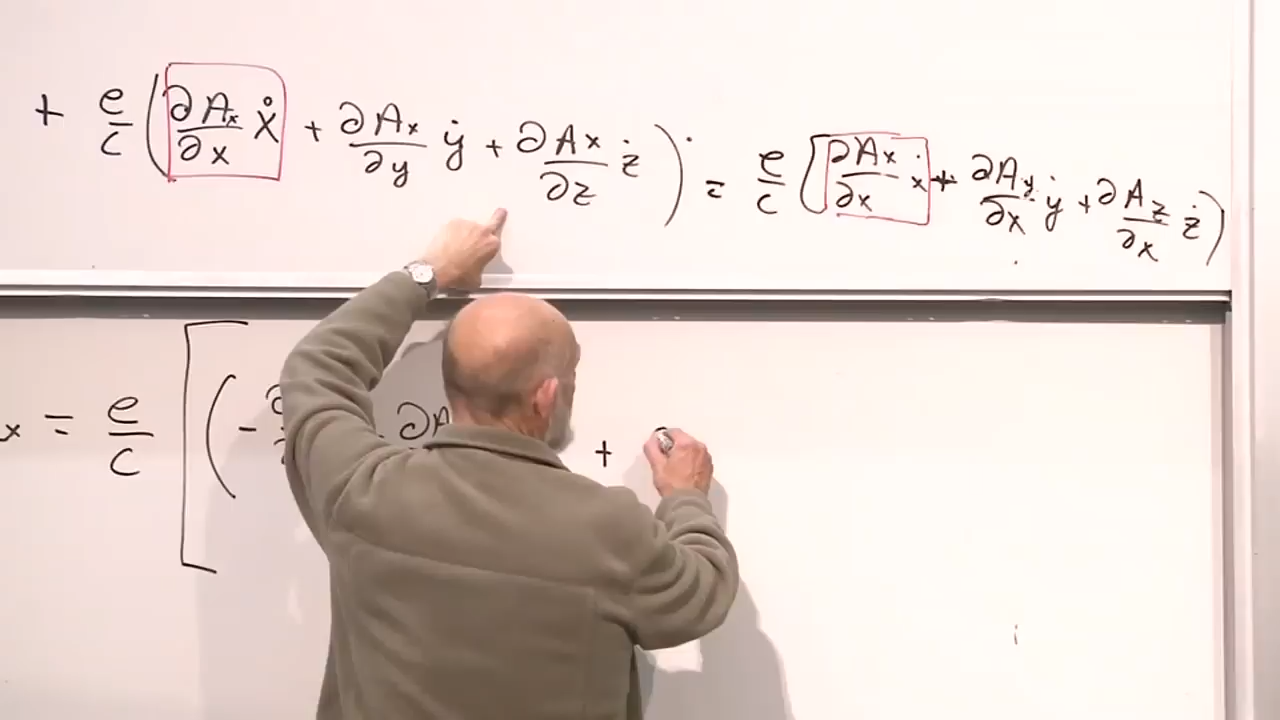 + e/c ( ∂Ax/∂x ẋ + ∂Ax/∂y ẏ + ∂Ax/∂z ż ) = e/c ( ∂Ax/∂x ẋ + ∂Ay/∂x ẏ + ∂Az/∂x ż )
x = e/c [ ( - ∂ ∂A +